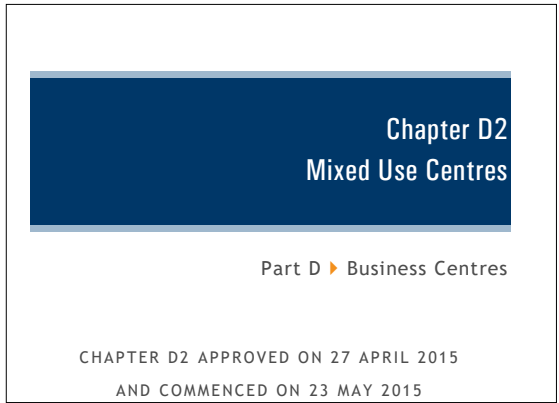 Chapter D2
Mixed Use Centres
Part D Business Centres
CHAPTER D2 APPROVED ON 27 APRIL 2015
AND COMMENCED ON 23 MAY 2015